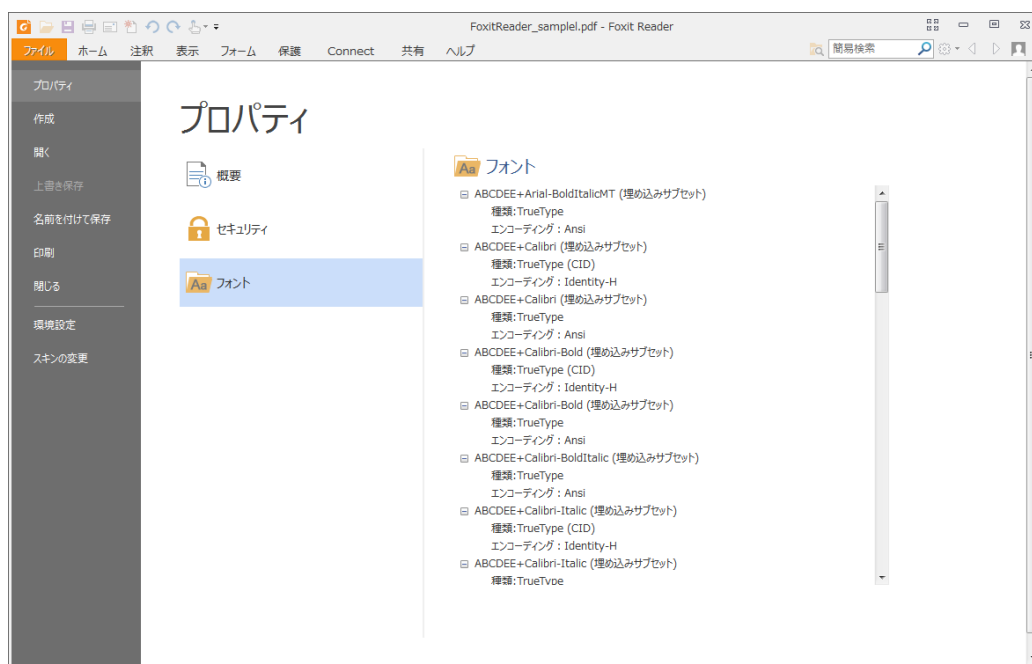 FoxitReader_samplel.pdf - Foxit Reader
ファイル ホーム 注釈 表示 フォーム 保護 Connect 共有 ヘルプ 簡易検索
プロパティ
作成
開く
上書き保存
名前を付けて保存
印刷
閉じる
環境設定
スキンの変更
プロパティ
概要
セキュリティ
Aa フォント
Aa フォント
ABCDEE+Arial-BoldItalicMT (埋め込みサブセット)
種類:TrueType
エンコーディング : Ansi
ABCDEE+Calibri (埋め込みサブセット)
種類:TrueType (CID)
エンコーディング : Identity-H
ABCDEE+Calibri (埋め込みサブセット)
種類:TrueType
エンコーディング : Ansi
ABCDEE+Calibri-Bold (埋め込みサブセット)
種類:TrueType (CID)
エンコーディング : Identity-H
ABCDEE+Calibri-Bold (埋め込みサブセット)
種類:TrueType
エンコーディング : Ansi
ABCDEE+Calibri-BoldItalic (埋め込みサブセット)
種類:TrueType
エンコーディング : Ansi
ABCDEE+Calibri-Italic (埋め込みサブセット)
種類:TrueType (CID)
エンコーディング : Identity-H
ABCDEE+Calibri-Italic (埋め込みサブセット)
種類:TrueType